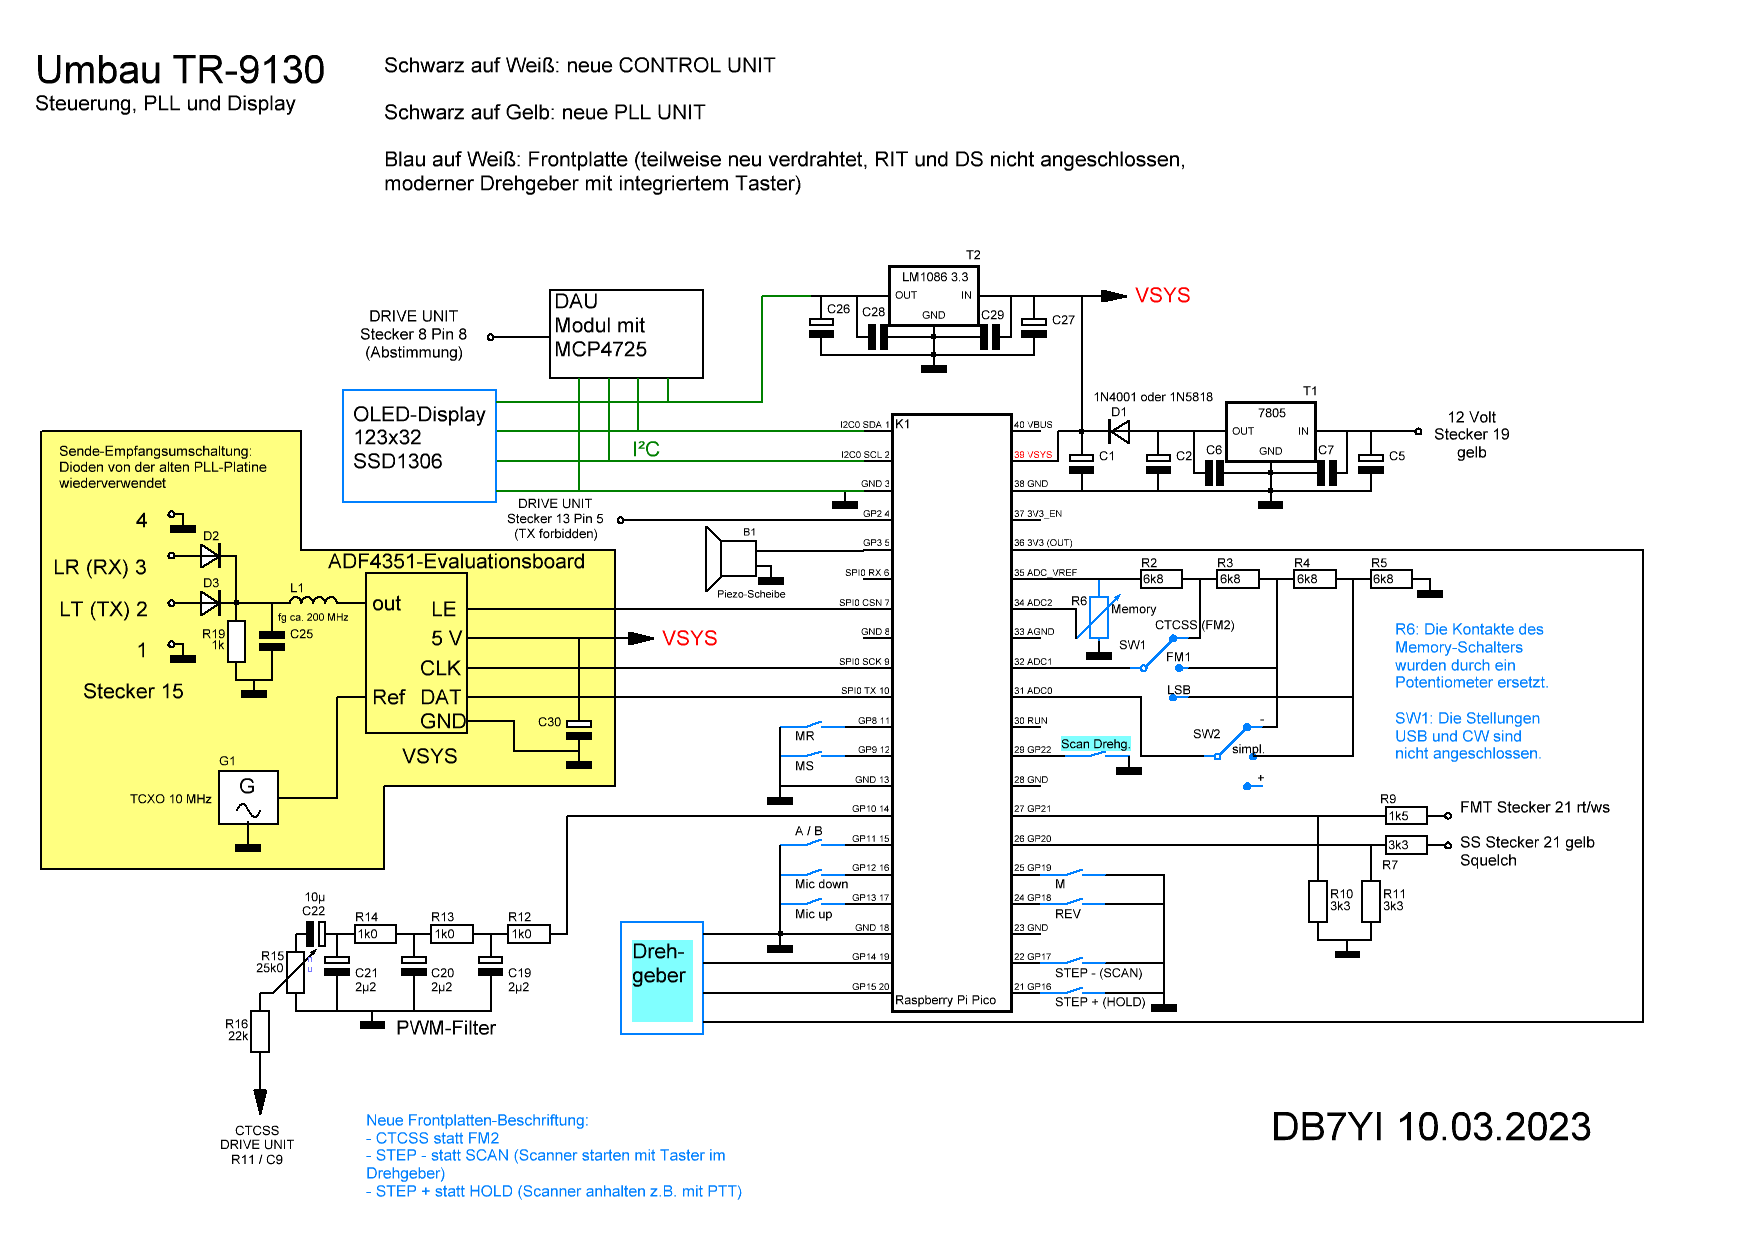 Umbau TR-9130
Steuerung, PLL und Display
Schwarz auf Weiß: neue CONTROL UNIT
Schwarz auf Gelb: neue PLL UNIT
Blau auf Weiß: Frontplatte (teilweise neu verdrahtet, RIT und DS nicht angeschlossen,
moderner Drehgeber mit integriertem Taster)
T2
LM1086 3.3
OUT
IN
GND
C26
C28
C29
C27
VSYS
DRIVE UNIT
Stecker 8 Pin 8
(Abstimmung)
DAU
Modul mit
MCP4725
OLED-Display
123x32
SSD1306
I²C
1N4001 oder 1N5818
D1
T1
7805
OUT
IN
GND
C1
C2
C6
C7
C5
12 Volt
Stecker 19
gelb
Sende-Empfangsumschaltung:
Dioden von der alten PLL-Platine
wiederverwendet
4
LR (RX) 3
LT (TX) 2
1
Stecker 15
D2
D3
R19
1k
C25
L1
fg ca. 200 MHz
ADF4351-Evaluationsboard
out
LE
5 V
CLK
Ref
DAT
GND
VSYS
VSYS
C30
G1
G
TCXO 10 MHz
DRIVE UNIT
Stecker 13 Pin 5
(TX forbidden)
B1
Piezo-Scheibe
K1
Raspberry Pi Pico
I2C0 SDA 1
I2C0 SCL 2
GND 3
GP2 4
GP3 5
SPI0 RX 6
SPI0 CSN 7
GND 8
SPI0 SCK 9
SPI0 TX 10
GP8 11
GP9 12
GND 13
GP10 14
GP11 15
GP12 16
GP13 17
GND 18
GP14 19
GP15 20
40 VBUS
39 VSYS
38 GND
37 3V3_EN
36 3V3 (OUT)
35 ADC_VREF
34 ADC2
33 AGND
32 ADC1
31 ADC0
30 RUN
29 GP22
28 GND
27 GP21
26 GP20
25 GP19
24 GP18
23 GND
22 GP17
21 GP16
MR
MS
A / B
Mic down
Mic up
Dreh-
geber
R2
6k8
R3
6k8
R4
6k8
R5
6k8
R6
Memory
CTCSS (FM2)
SW1
FM1
LSB
SW2
-
simpl.
+
Scan Drehg.
R6: Die Kontakte des
Memory-Schalters
wurden durch ein
Potentiometer ersetzt.
SW1: Die Stellungen
USB und CW sind
nicht angeschlossen.
R9
1k5
FMT Stecker 21 rt/ws
3k3
R7
SS Stecker 21 gelb
Squelch
R10
3k3
R11
3k3
M
REV
STEP - (SCAN)
STEP + (HOLD)
10µ
C22
R14
1k0
R13
1k0
R12
1k0
R15
25k0
C21
2µ2
C20
2µ2
C19
2µ2
R16
22k
PWM-Filter
CTCSS
DRIVE UNIT
R11 / C9
Neue Frontplatten-Beschriftung:
- CTCSS statt FM2
- STEP - statt SCAN (Scanner starten mit Taster im
Drehgeber)
- STEP + statt HOLD (Scanner anhalten z.B. mit PTT)
DB7YI 10.03.2023